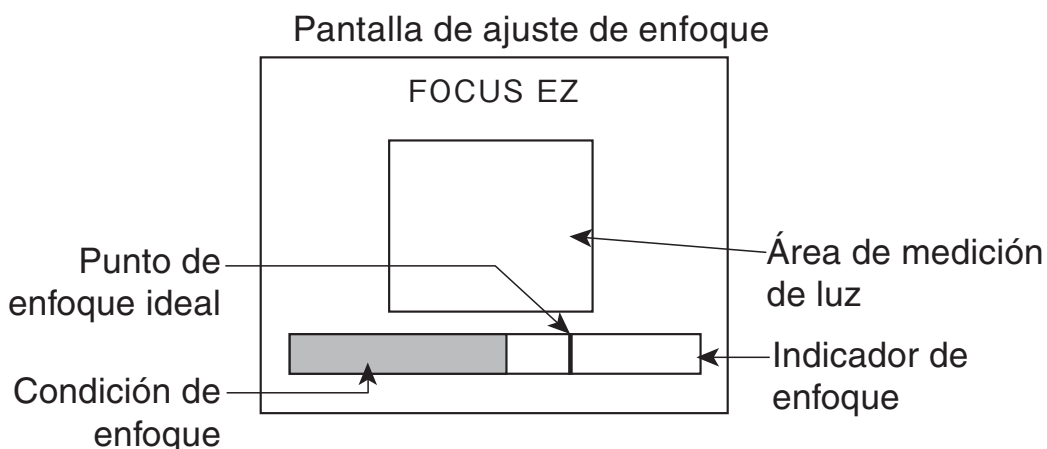 Pantalla de ajuste de enfoque
FOCUS EZ
Punto de
enfoque ideal
Área de medición
de luz
Condición de
enfoque
Indicador de
enfoque